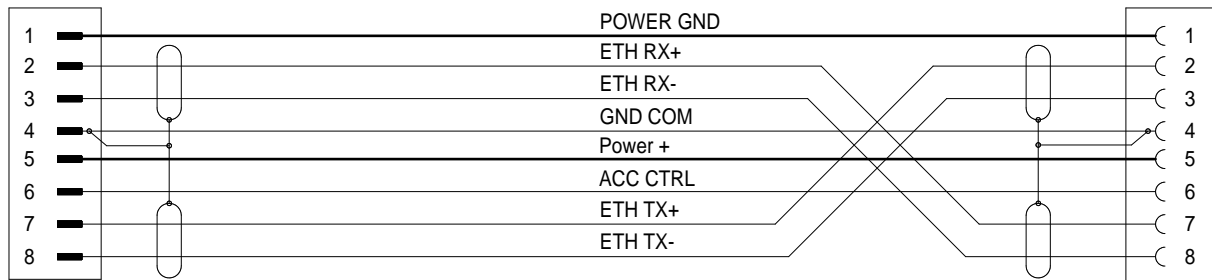 POWER GND
1 1
ETH RX+
2 2
ETH RX-
3 3
GND COM
4 4
Power +
5 5
ACC CTRL
6 6
ETH TX+
7 7
ETH TX-
8 8